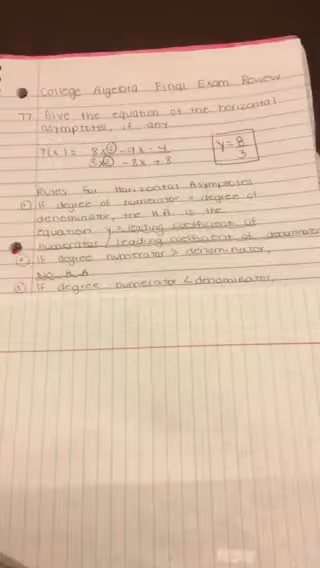 College Algebra Final Exam Review
77. Give the equation of the horizontal
asymptotes, if any
f(x) = 8x² - 9x - 4 / 3x² - 8x + 8
y = 8/3
Rules for Horizontal Asymptotes
① If degree of numerator = degree of
denominator, the H.A. is the
equation y = leading coefficient of
numerator / leading coefficient of denominator
② If degree numerator > denominator,
NO H.A
③ If degree numerator < denominator,